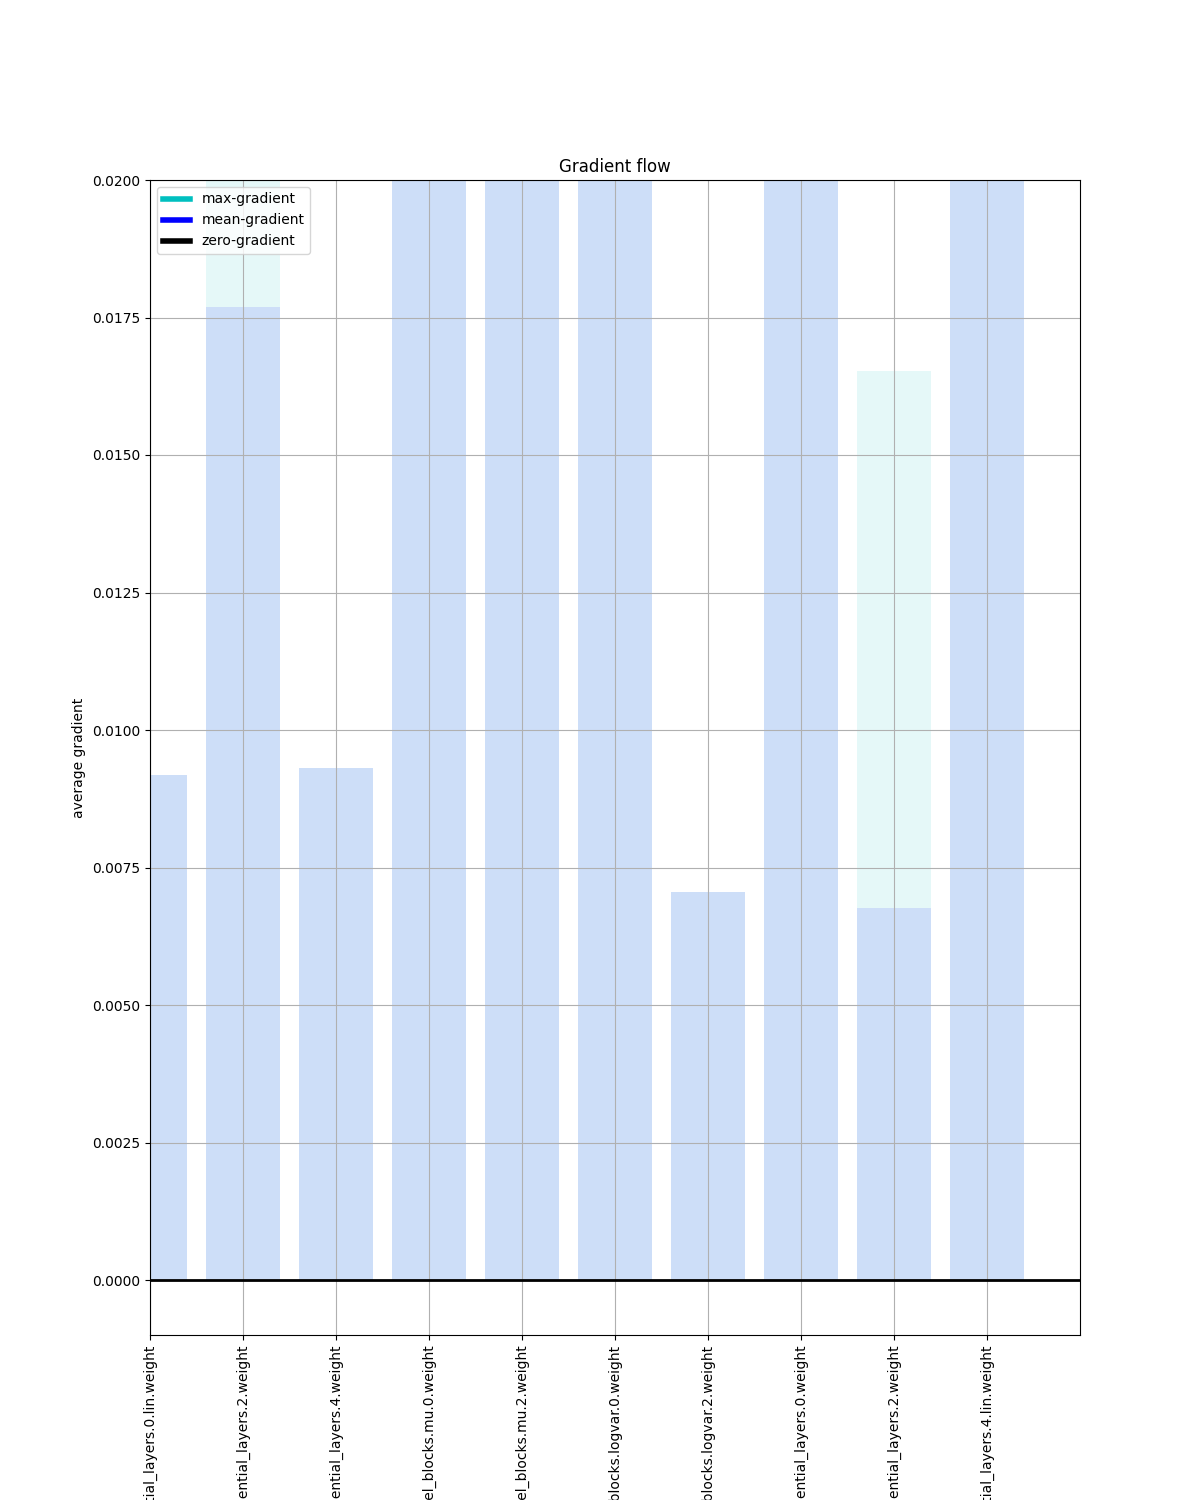 Gradient flow
max-gradient
mean-gradient
zero-gradient
0.0200
0.0175
0.0150
0.0125
0.0100
0.0075
0.0050
0.0025
0.0000
average gradient
tial_layers.0.lin.weight
ential_layers.2.weight
ential_layers.4.weight
el_blocks.mu.0.weight
el_blocks.mu.2.weight
blocks.logvar.0.weight
blocks.logvar.2.weight
ential_layers.0.weight
ential_layers.2.weight
tial_layers.4.lin.weight